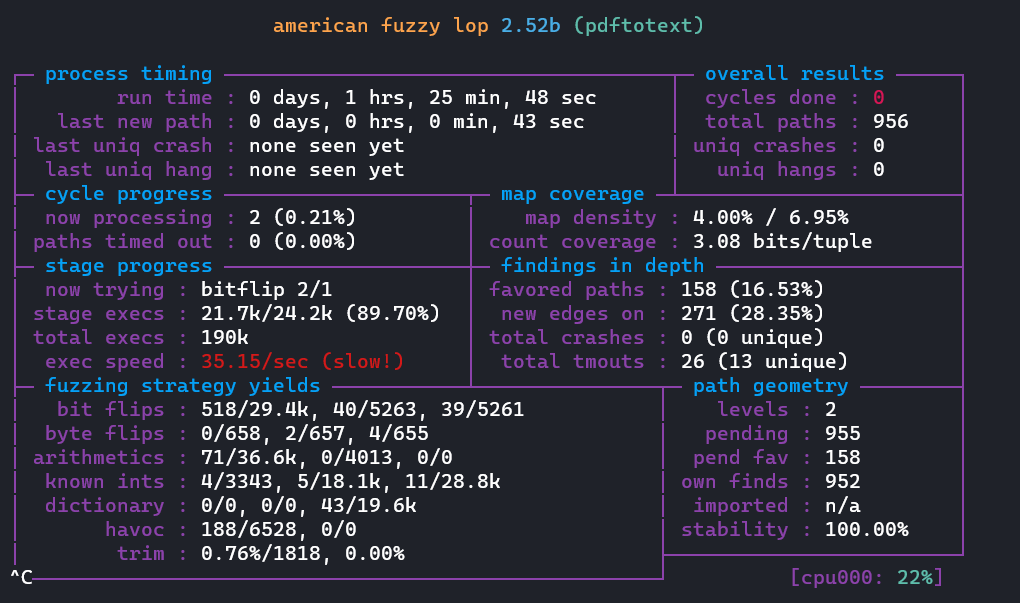 american fuzzy lop 2.52b (pdftotext)
process timing overall results
run time : 0 days, 1 hrs, 25 min, 48 sec cycles done : 0
last new path : 0 days, 0 hrs, 0 min, 43 sec total paths : 956
last uniq crash : none seen yet uniq crashes : 0
last uniq hang : none seen yet uniq hangs : 0
cycle progress map coverage
now processing : 2 (0.21%) map density : 4.00% / 6.95%
paths timed out : 0 (0.00%) count coverage : 3.08 bits/tuple
stage progress findings in depth
now trying : bitflip 2/1 favored paths : 158 (16.53%)
stage execs : 21.7k/24.2k (89.70%) new edges on : 271 (28.35%)
total execs : 190k total crashes : 0 (0 unique)
exec speed : 35.15/sec (slow!) total tmouts : 26 (13 unique)
fuzzing strategy yields path geometry
bit flips : 518/29.4k, 40/5263, 39/5261 levels : 2
byte flips : 0/658, 2/657, 4/655 pending : 955
arithmetics : 71/36.6k, 0/4013, 0/0 pend fav : 158
known ints : 4/3343, 5/18.1k, 11/28.8k own finds : 952
dictionary : 0/0, 0/0, 43/19.6k imported : n/a
havoc : 188/6528, 0/0 stability : 100.00%
trim : 0.76%/1818, 0.00%
^C [cpu000: 22%]